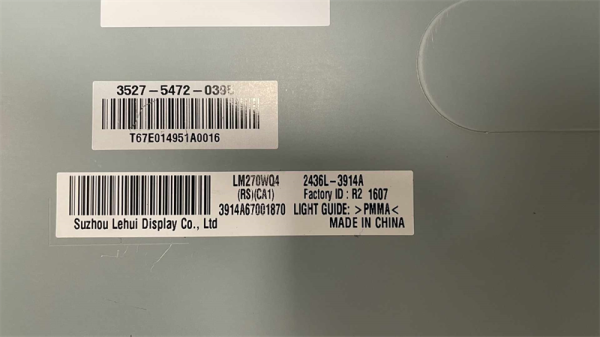 3527-5472-039
T67E014951A0016
LM270WQ4 2436L-3914A
(RS)(CA1) Factory ID : R2 1607
3914A67001870 LIGHT GUIDE: >PMMA<
Suzhou Lehui Display Co., Ltd MADE IN CHINA